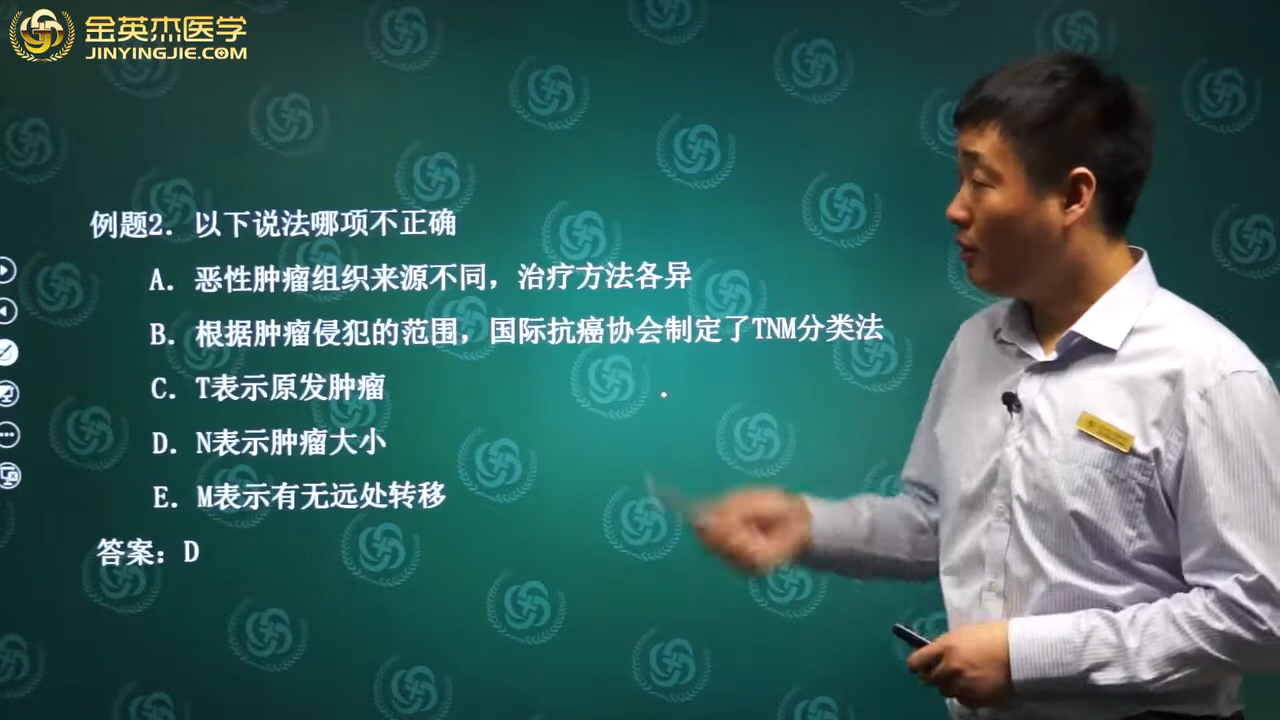 金英杰医学
JINYINGJIE.COM
例题2. 以下说法哪项不正确
A. 恶性肿瘤组织来源不同，治疗方法各异
B. 根据肿瘤侵犯的范围，国际抗癌协会制定了TNM分类法
C. T表示原发肿瘤
D. N表示肿瘤大小
E. M表示有无远处转移
答案：D